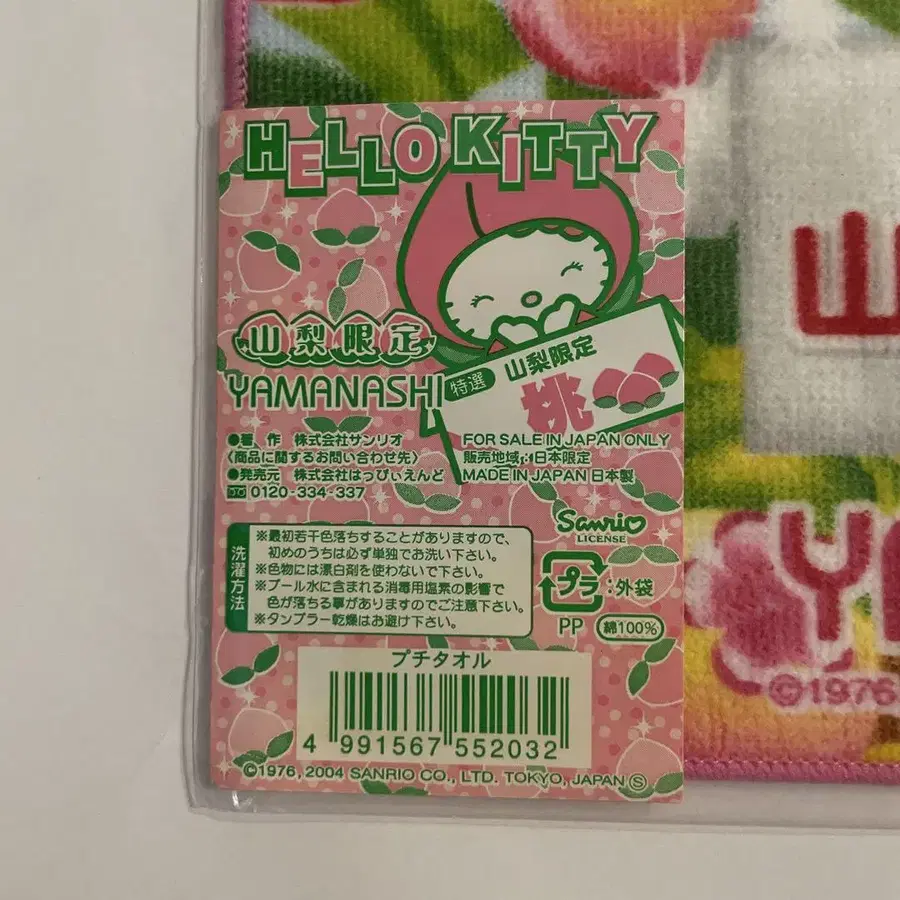 HELLO KITTY
山梨限定
YAMANASHI
特選 山梨限定
桃
●著 作 株式会社サンリオ
(商品に関するお問い合わせ先)
●発売元 株式会社はっぴぃえんど
0120-334-337
FOR SALE IN JAPAN ONLY
販売地域:日本限定
MADE IN JAPAN 日本製
Sanrio
LICENSE
洗濯方法
※最初若干色落ちすることがありますので、
初めのうちは必ず単独でお洗い下さい。
※色物には漂白剤を使わないで下さい。
※プール水に含まれる消毒用塩素の影響で
色が落ちる事がありますのでご注意下さい。
※タンブラー乾燥はお避け下さい。
プラ:外袋
PP 綿100%
プチタオル
4 991567 552032
©1976, 2004 SANRIO CO., LTD. TOKYO, JAPAN Ⓢ
山
YA
©1976,